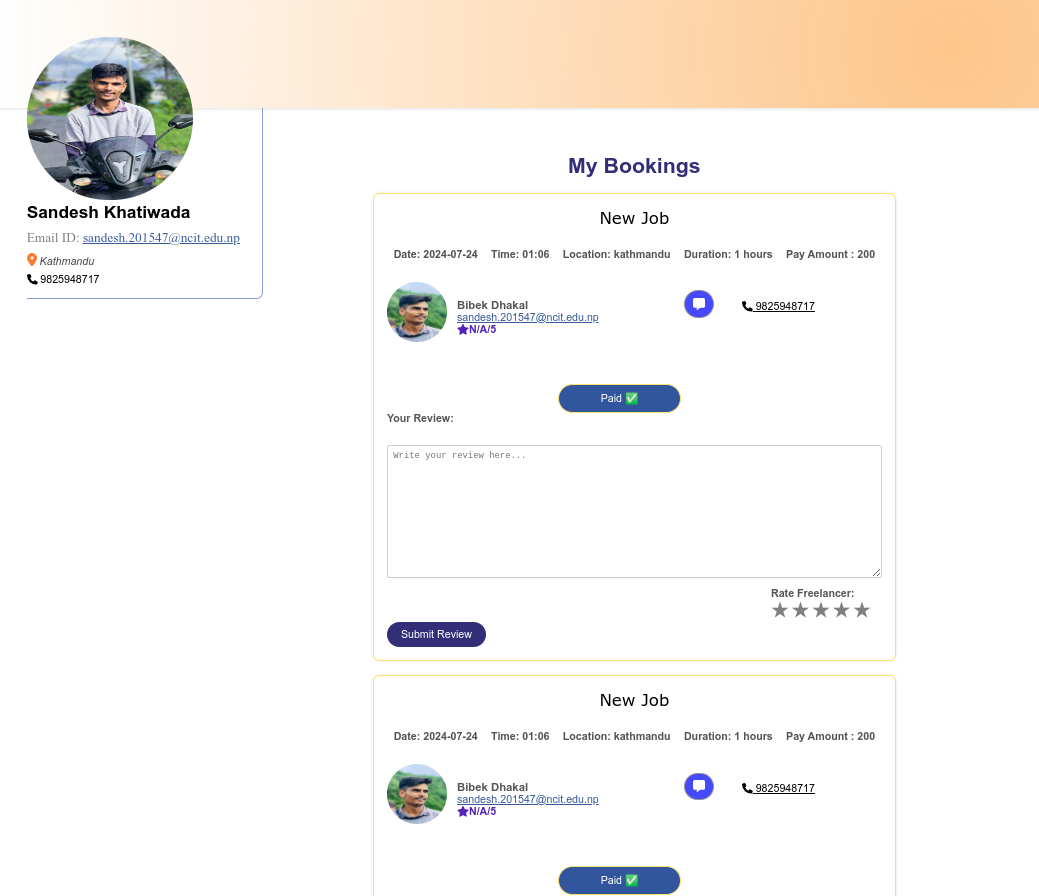 Sandesh Khatiwada
Email ID: sandesh.201547@ncit.edu.np
Kathmandu
9825948717
My Bookings
New Job
Date: 2024-07-24 Time: 01:06 Location: kathmandu Duration: 1 hours Pay Amount : 200
Bibek Dhakal
sandesh.201547@ncit.edu.np
N/A/5
9825948717
Paid ✅
Your Review:
Write your review here...
Rate Freelancer:
★★★★★
Submit Review
New Job
Date: 2024-07-24 Time: 01:06 Location: kathmandu Duration: 1 hours Pay Amount : 200
Bibek Dhakal
sandesh.201547@ncit.edu.np
N/A/5
9825948717
Paid ✅